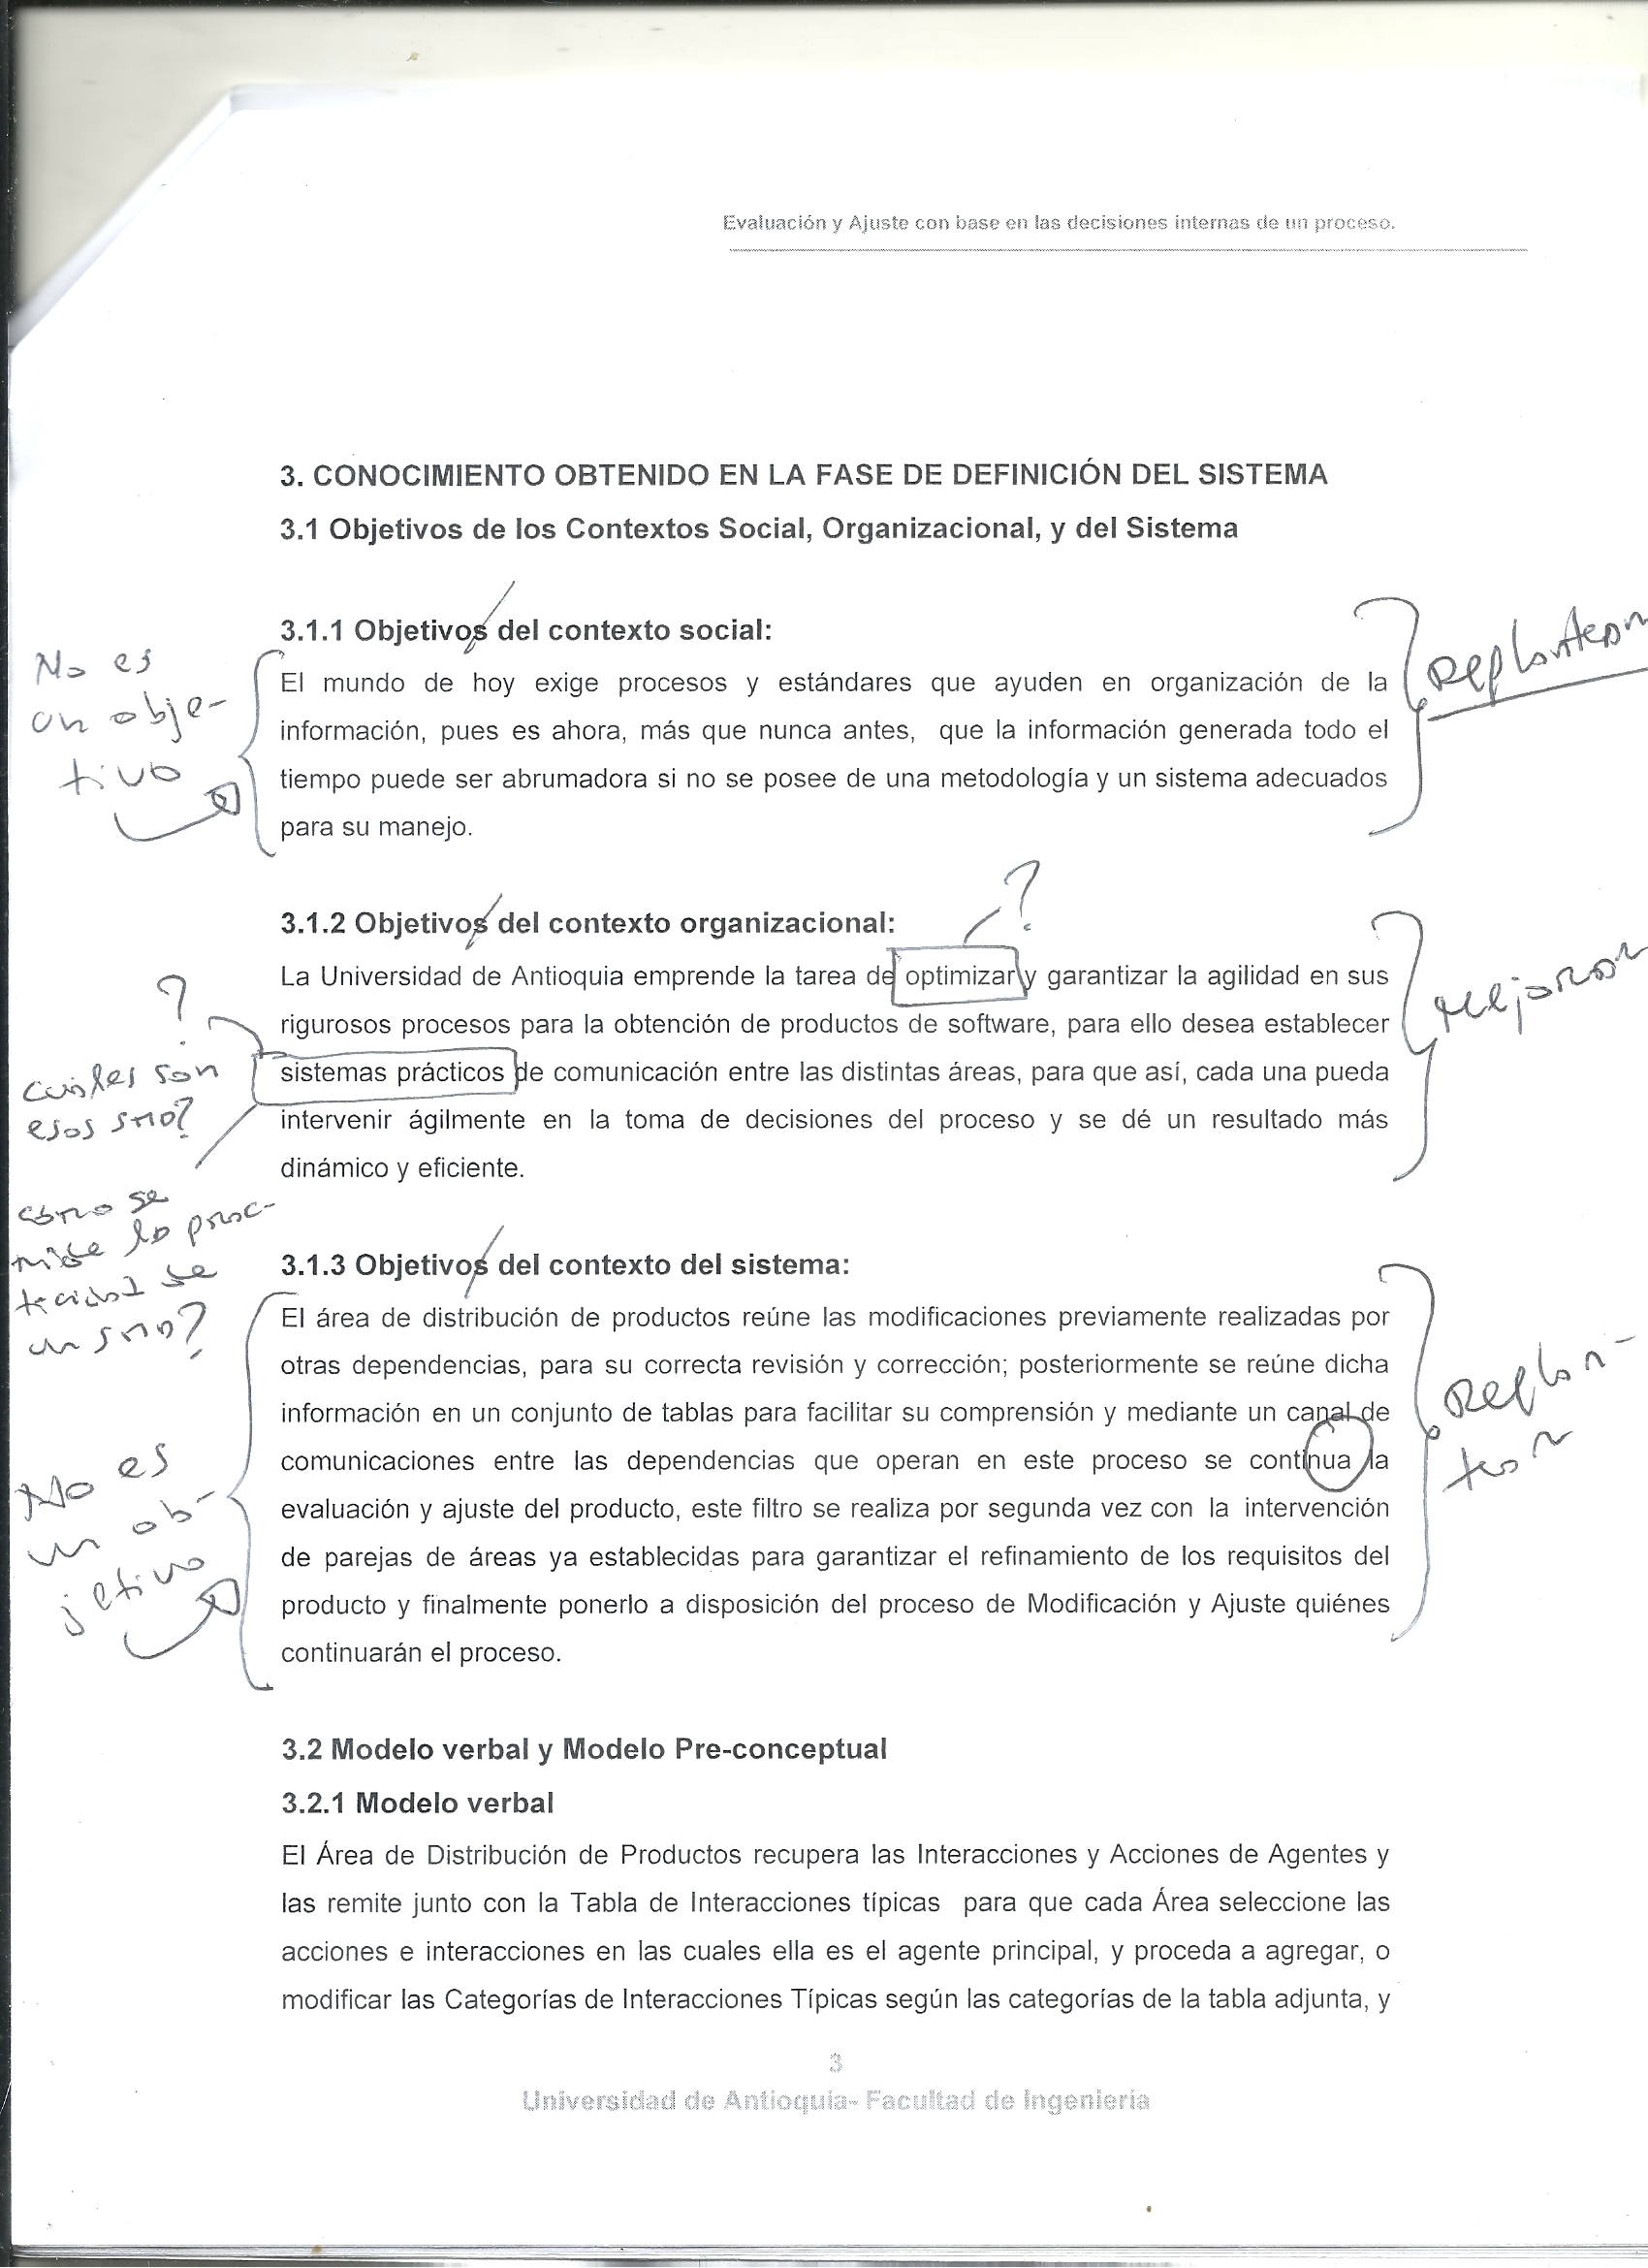 Evaluación y Ajuste con base en las decisiones internas de un proceso.
3. CONOCIMIENTO OBTENIDO EN LA FASE DE DEFINICIÓN DEL SISTEMA
3.1 Objetivos de los Contextos Social, Organizacional, y del Sistema
3.1.1 Objetivos del contexto social:
No es
un obje-
tivo
El mundo de hoy exige procesos y estándares que ayuden en organización de la
información, pues es ahora, más que nunca antes, que la información generada todo el
tiempo puede ser abrumadora si no se posee de una metodología y un sistema adecuados
para su manejo.
Replantear
?
3.1.2 Objetivos del contexto organizacional:
La Universidad de Antioquia emprende la tarea de optimizar y garantizar la agilidad en sus
rigurosos procesos para la obtención de productos de software, para ello desea establecer
sistemas prácticos de comunicación entre las distintas áreas, para que así, cada una pueda
intervenir ágilmente en la toma de decisiones del proceso y se dé un resultado más
dinámico y eficiente.
Mejorar
?
cuáles son
esos
cómo se
mide lo prac-
ticidad de
un
3.1.3 Objetivos del contexto del sistema:
El área de distribución de productos reúne las modificaciones previamente realizadas por
otras dependencias, para su correcta revisión y corrección; posteriormente se reúne dicha
información en un conjunto de tablas para facilitar su comprensión y mediante un canal de
comunicaciones entre las dependencias que operan en este proceso se continua la
evaluación y ajuste del producto, este filtro se realiza por segunda vez con la intervención
de parejas de áreas ya establecidas para garantizar el refinamiento de los requisitos del
producto y finalmente ponerlo a disposición del proceso de Modificación y Ajuste quiénes
continuarán el proceso.
No es
un ob-
jetivo
Replan-
tear
3.2 Modelo verbal y Modelo Pre-conceptual
3.2.1 Modelo verbal
El Área de Distribución de Productos recupera las Interacciones y Acciones de Agentes y
las remite junto con la Tabla de Interacciones típicas para que cada Área seleccione las
acciones e interacciones en las cuales ella es el agente principal, y proceda a agregar, o
modificar las Categorías de Interacciones Típicas según las categorías de la tabla adjunta, y
3
Universidad de Antioquia- Facultad de Ingeniería